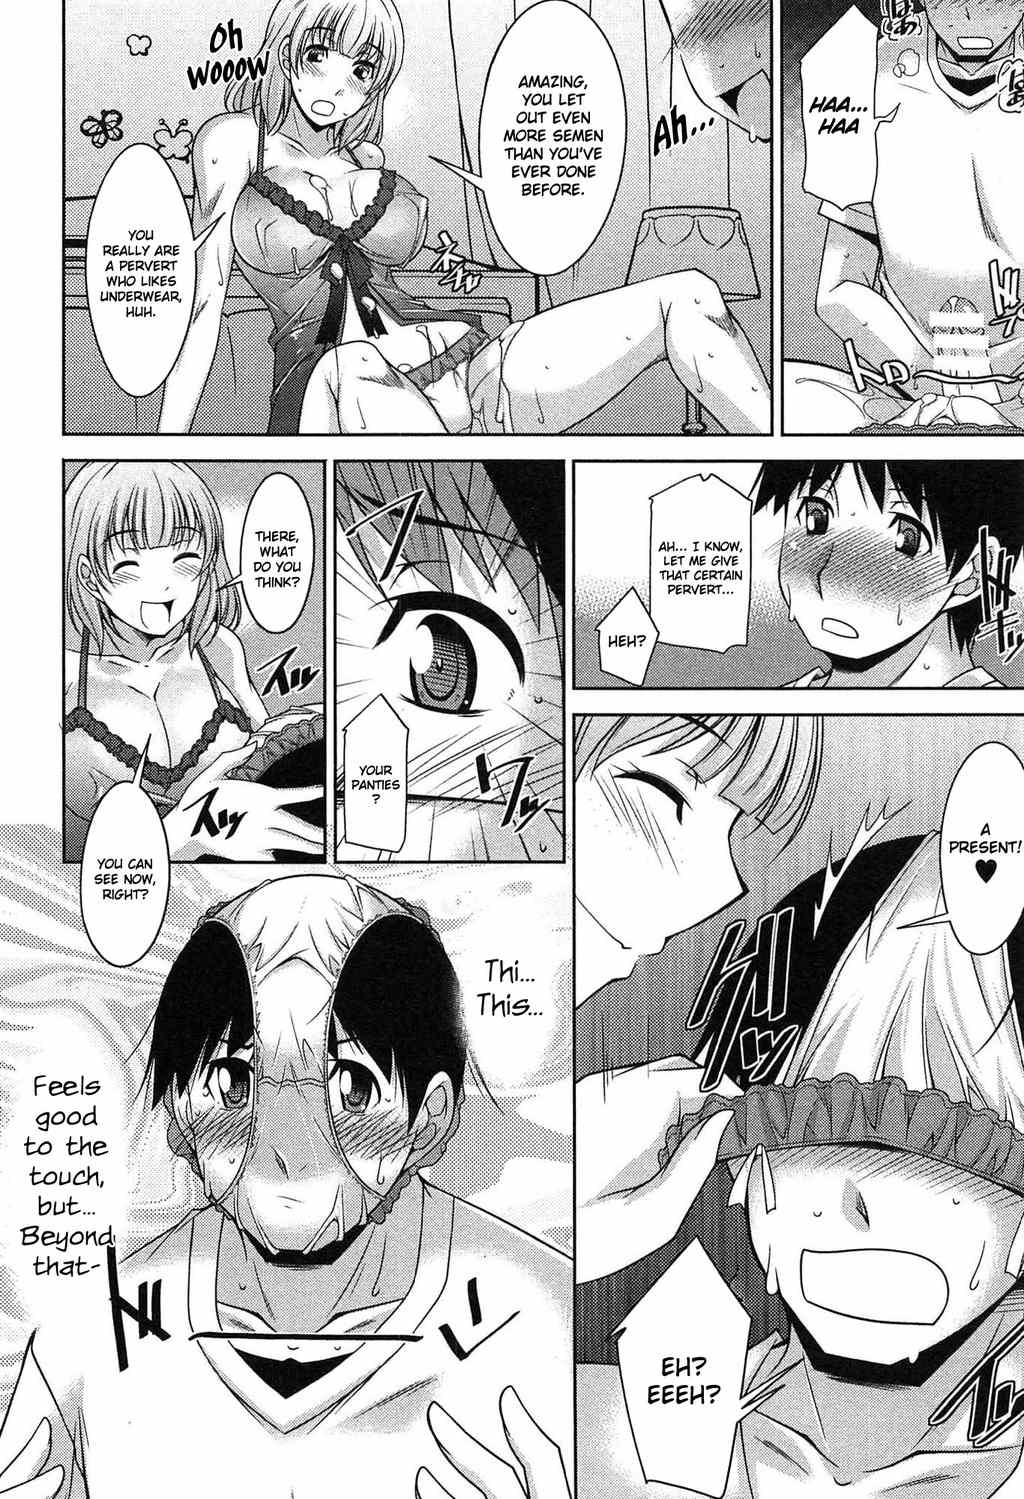 HAA...
HAA
Ah...
AMAZING,
YOU LET
OUT EVEN
MORE SEMEN
THAN YOU'VE
EVER DONE
BEFORE.
Oh
WOOOW
YOU
REALLY ARE
A PERVERT
WHO LIKES
UNDERWEAR,
HUH.
AH... I KNOW,
LET ME GIVE
THAT CERTAIN
PERVERT...
HEH?
A
PRESENT!
♥
EH?
EEEH?
YOUR
PANTIES
?
THERE,
WHAT DO
YOU
THINK?
YOU CAN
SEE NOW,
RIGHT?
Thi...
This...
Feels
good
to the
touch,
but...
Beyond
that-